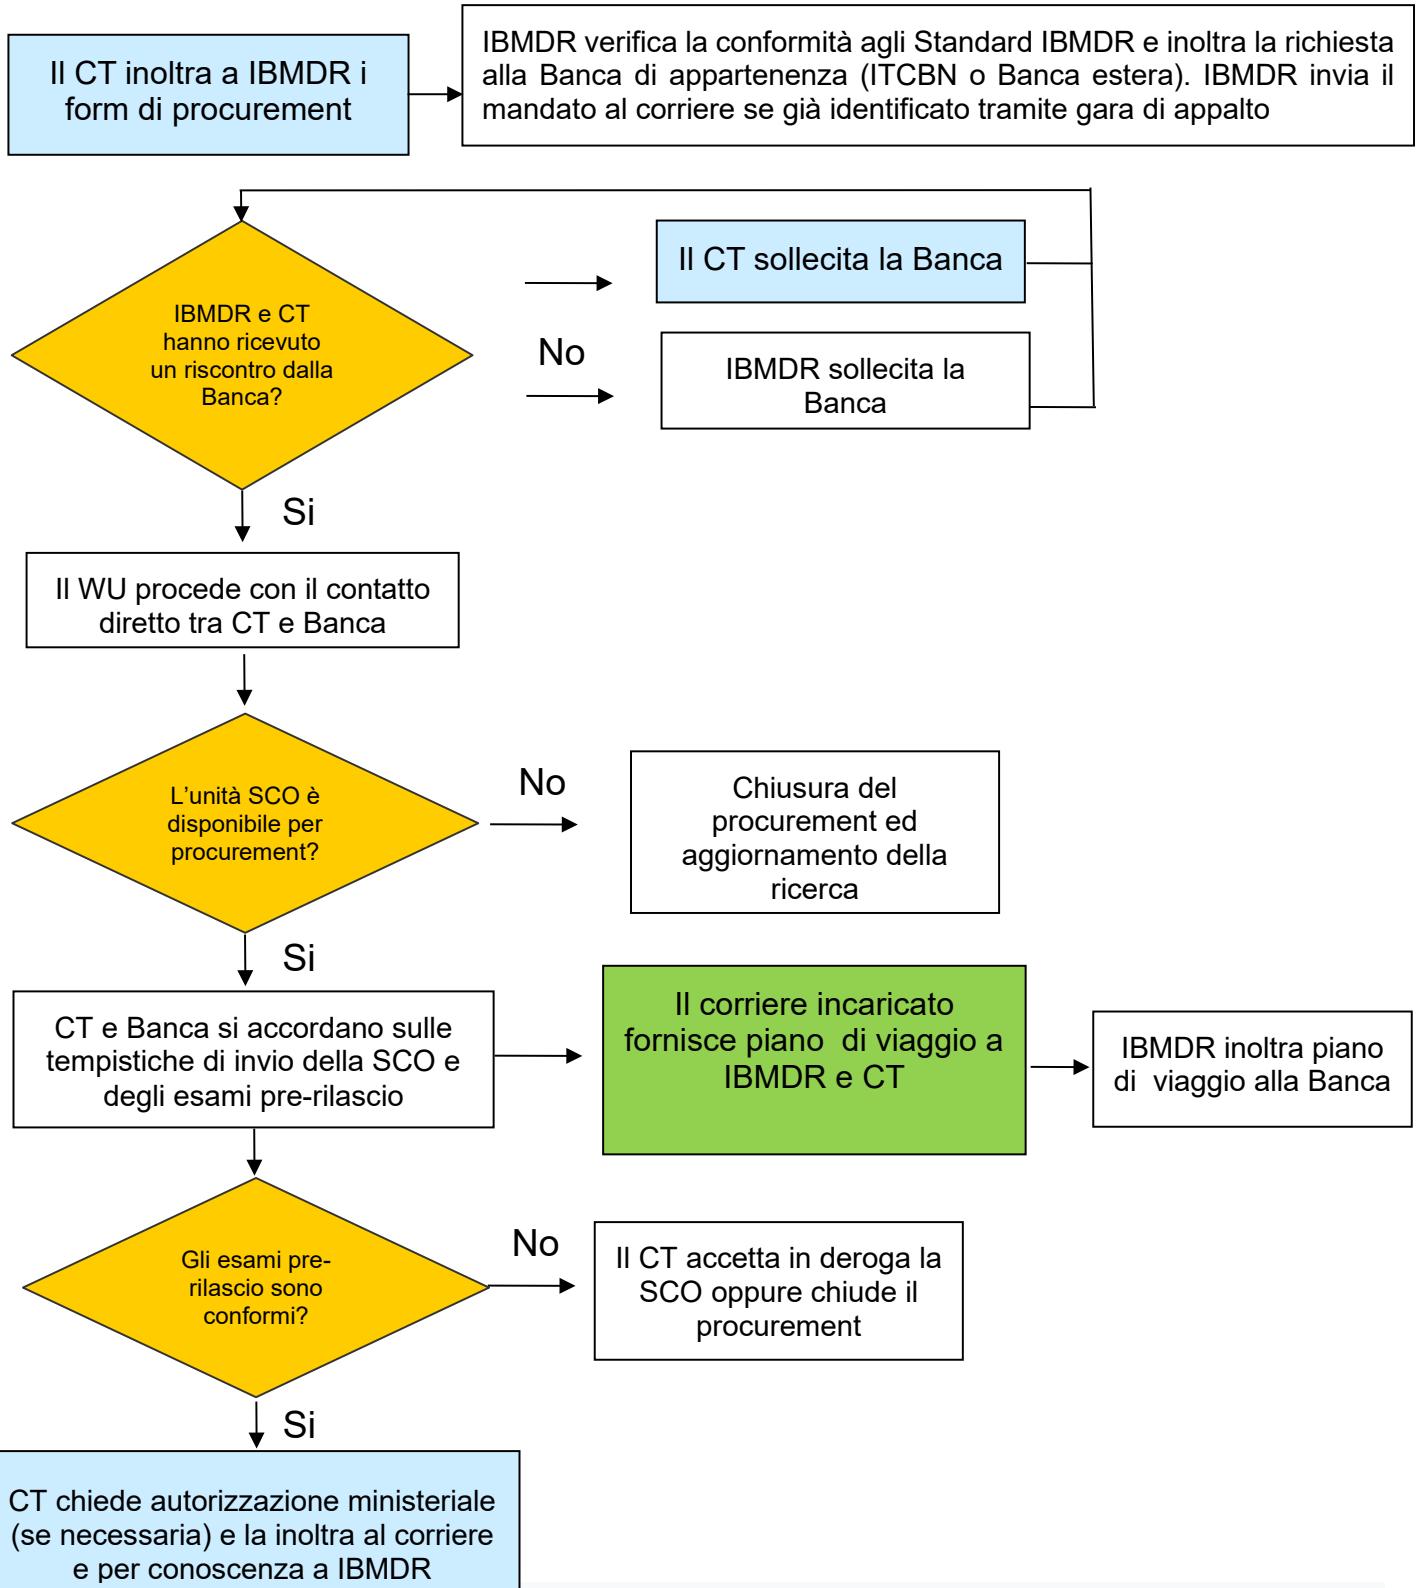 Il CT inoltra a IBMDR i
form di procurement
IBMDR verifica la conformità agli Standard IBMDR e inoltra la richiesta
alla Banca di appartenenza (ITCBN o Banca estera). IBMDR invia il
mandato al corriere se già identificato tramite gara di appalto
IBMDR e CT
hanno ricevuto
un riscontro dalla
Banca?
Il CT sollecita la Banca
No
IBMDR sollecita la
Banca
Si
Il WU procede con il contatto
diretto tra CT e Banca
L'unità SCO è
disponibile per
procurement?
No
Chiusura del
procurement ed
aggiornamento della
ricerca
Si
CT e Banca si accordano sulle
tempistiche di invio della SCO e
degli esami pre-rilascio
Il corriere incaricato
fornisce piano  di viaggio a
IBMDR e CT
IBMDR inoltra piano
di  viaggio alla Banca
Gli esami pre-
rilascio sono
conformi?
No
Il CT accetta in deroga la
SCO oppure chiude il
procurement
Si
CT chiede autorizzazione ministeriale
(se necessaria) e la inoltra al corriere
e per conoscenza a IBMDR